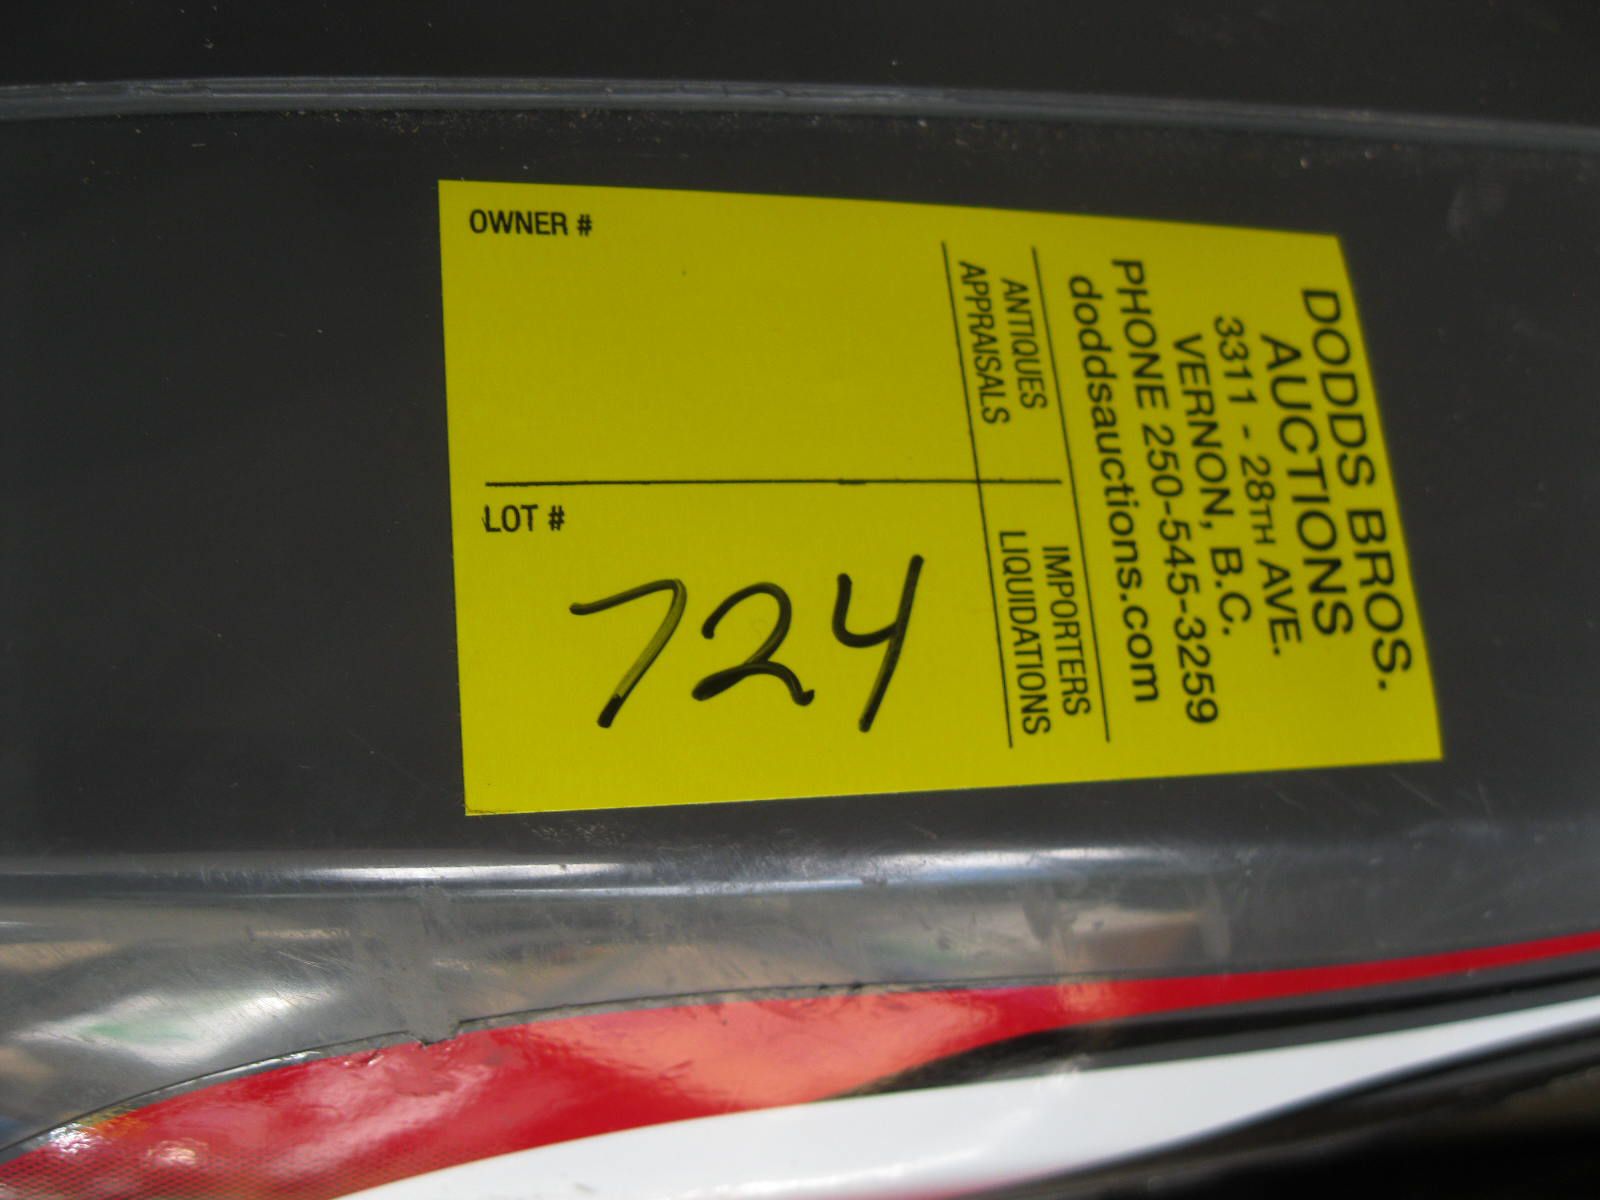 DODDS BROS.
AUCTIONS
3311 - 28TH AVE.
VERNON, B.C.
PHONE 250-545-3259
doddsauctions.com
ANTIQUES IMPORTERS
APPRAISALS LIQUIDATIONS
OWNER #
LOT #
724